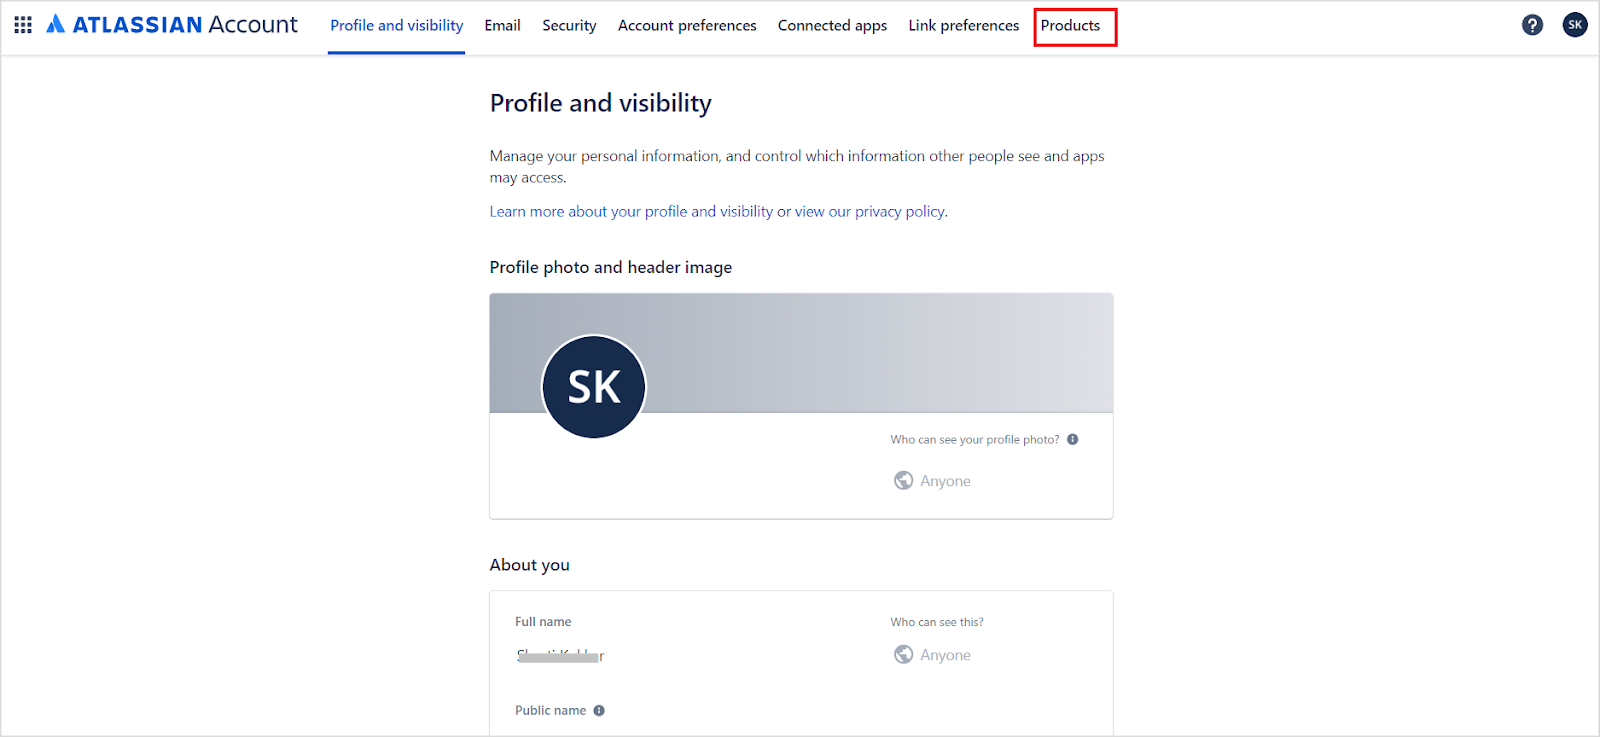 ATLASSIAN Account
Profile and visibility
Email
Security
Account preferences
Connected apps
Link preferences
Products
?
SK
Profile and visibility
Manage your personal information, and control which information other people see and apps
may access.
Learn more about your profile and visibility or view our privacy policy.
Profile photo and header image
SK
Who can see your profile photo?
Anyone
About you
Full name
Who can see this?
Anyone
Public name